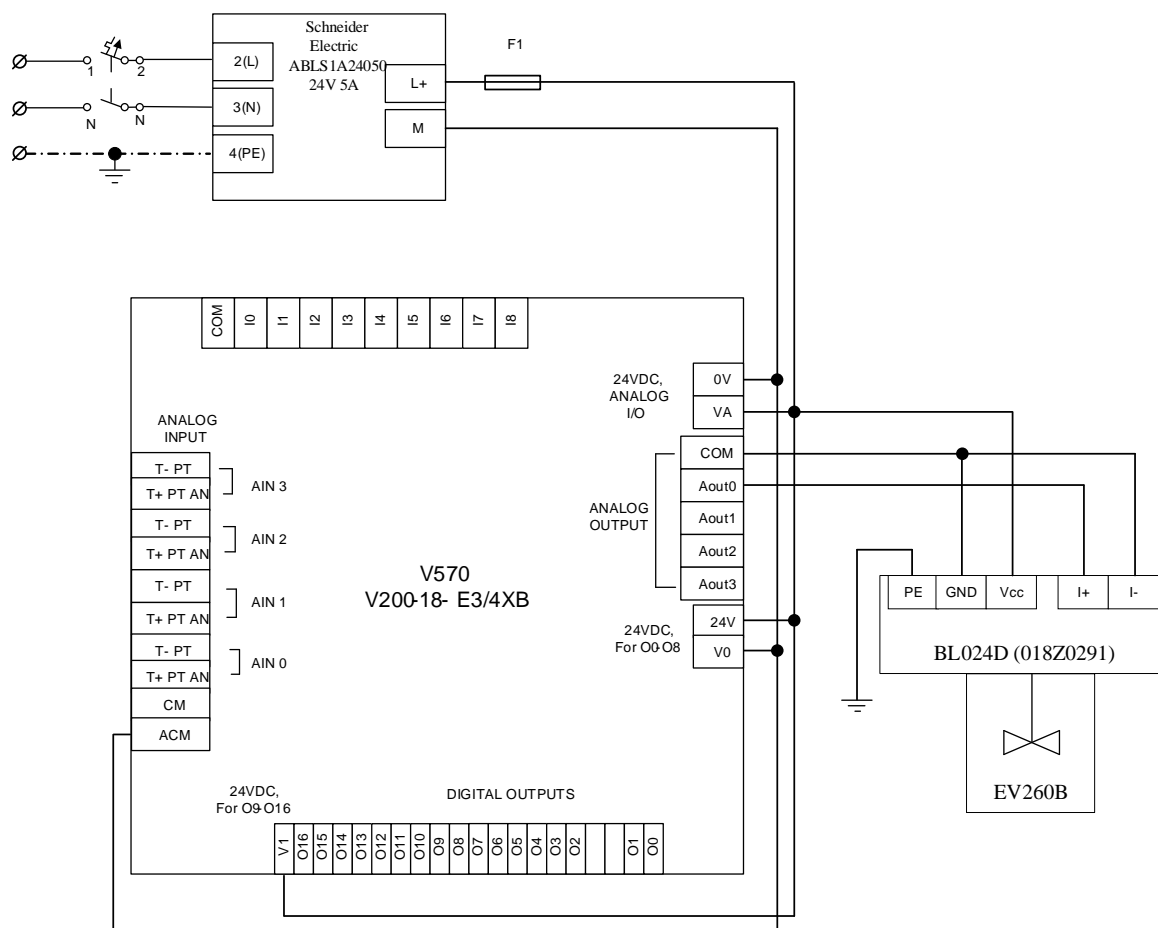 Schneider
Electric
ABLS1A24050
24V 5A
F1
1
2
2(L)
L+
N
N
3(N)
M
4(PE)
COM
I0
I1
I2
I3
I4
I5
I6
I7
I8
24VDC,
ANALOG
I/O
0V
VA
ANALOG
INPUT
T- PT
T+ PT AN
AIN 3
T- PT
T+ PT AN
AIN 2
T- PT
T+ PT AN
AIN 1
T- PT
T+ PT AN
AIN 0
CM
ACM
V570
V200-18- E3/4XB
ANALOG
OUTPUT
COM
Aout0
Aout1
Aout2
Aout3
24VDC,
For O0-O8
24V
V0
PE
GND
Vcc
I+
I-
BL024D (018Z0291)
EV260B
24VDC,
For O9-O16
DIGITAL OUTPUTS
V1
O16
O15
O14
O13
O12
O11
O10
O9
O8
O7
O6
O5
O4
O3
O2
O1
O0